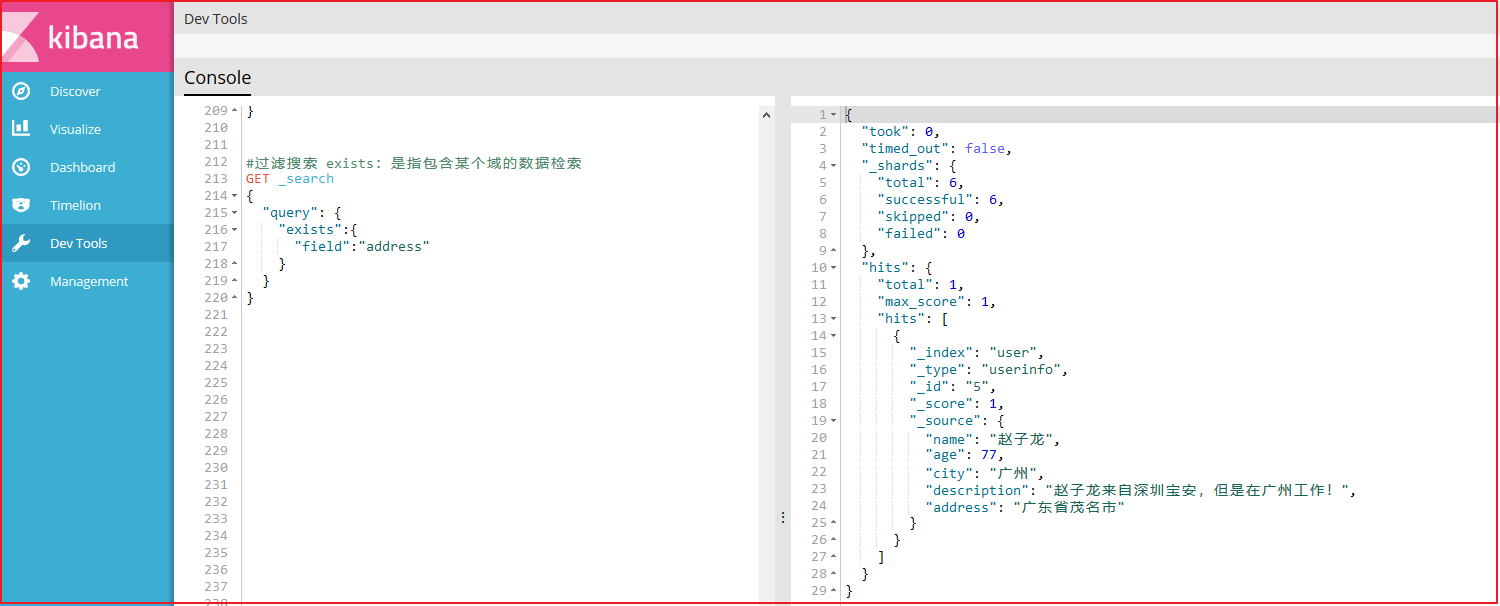 kibana
Discover
Visualize
Dashboard
Timelion
Dev Tools
Management
Dev Tools
Console
209 }
210
211
212 #过滤搜索 exists: 是指包含某个域的数据检索
213 GET _search
214 {
215   "query": {
216     "exists":{
217       "field":"address"
218     }
219   }
220 }
221
222
223
224
225
226
227
228
229
230
231
232
233
234
235
236
237
238
1 {
2   "took": 0,
3   "timed_out": false,
4   "_shards": {
5     "total": 6,
6     "successful": 6,
7     "skipped": 0,
8     "failed": 0
9   },
10   "hits": {
11     "total": 1,
12     "max_score": 1,
13     "hits": [
14       {
15         "_index": "user",
16         "_type": "userinfo",
17         "_id": "5",
18         "_score": 1,
19         "_source": {
20           "name": "赵子龙",
21           "age": 77,
22           "city": "广州",
23           "description": "赵子龙来自深圳宝安，但是在广州工作！",
24           "address": "广东省茂名市"
25         }
26       }
27     ]
28   }
29 }